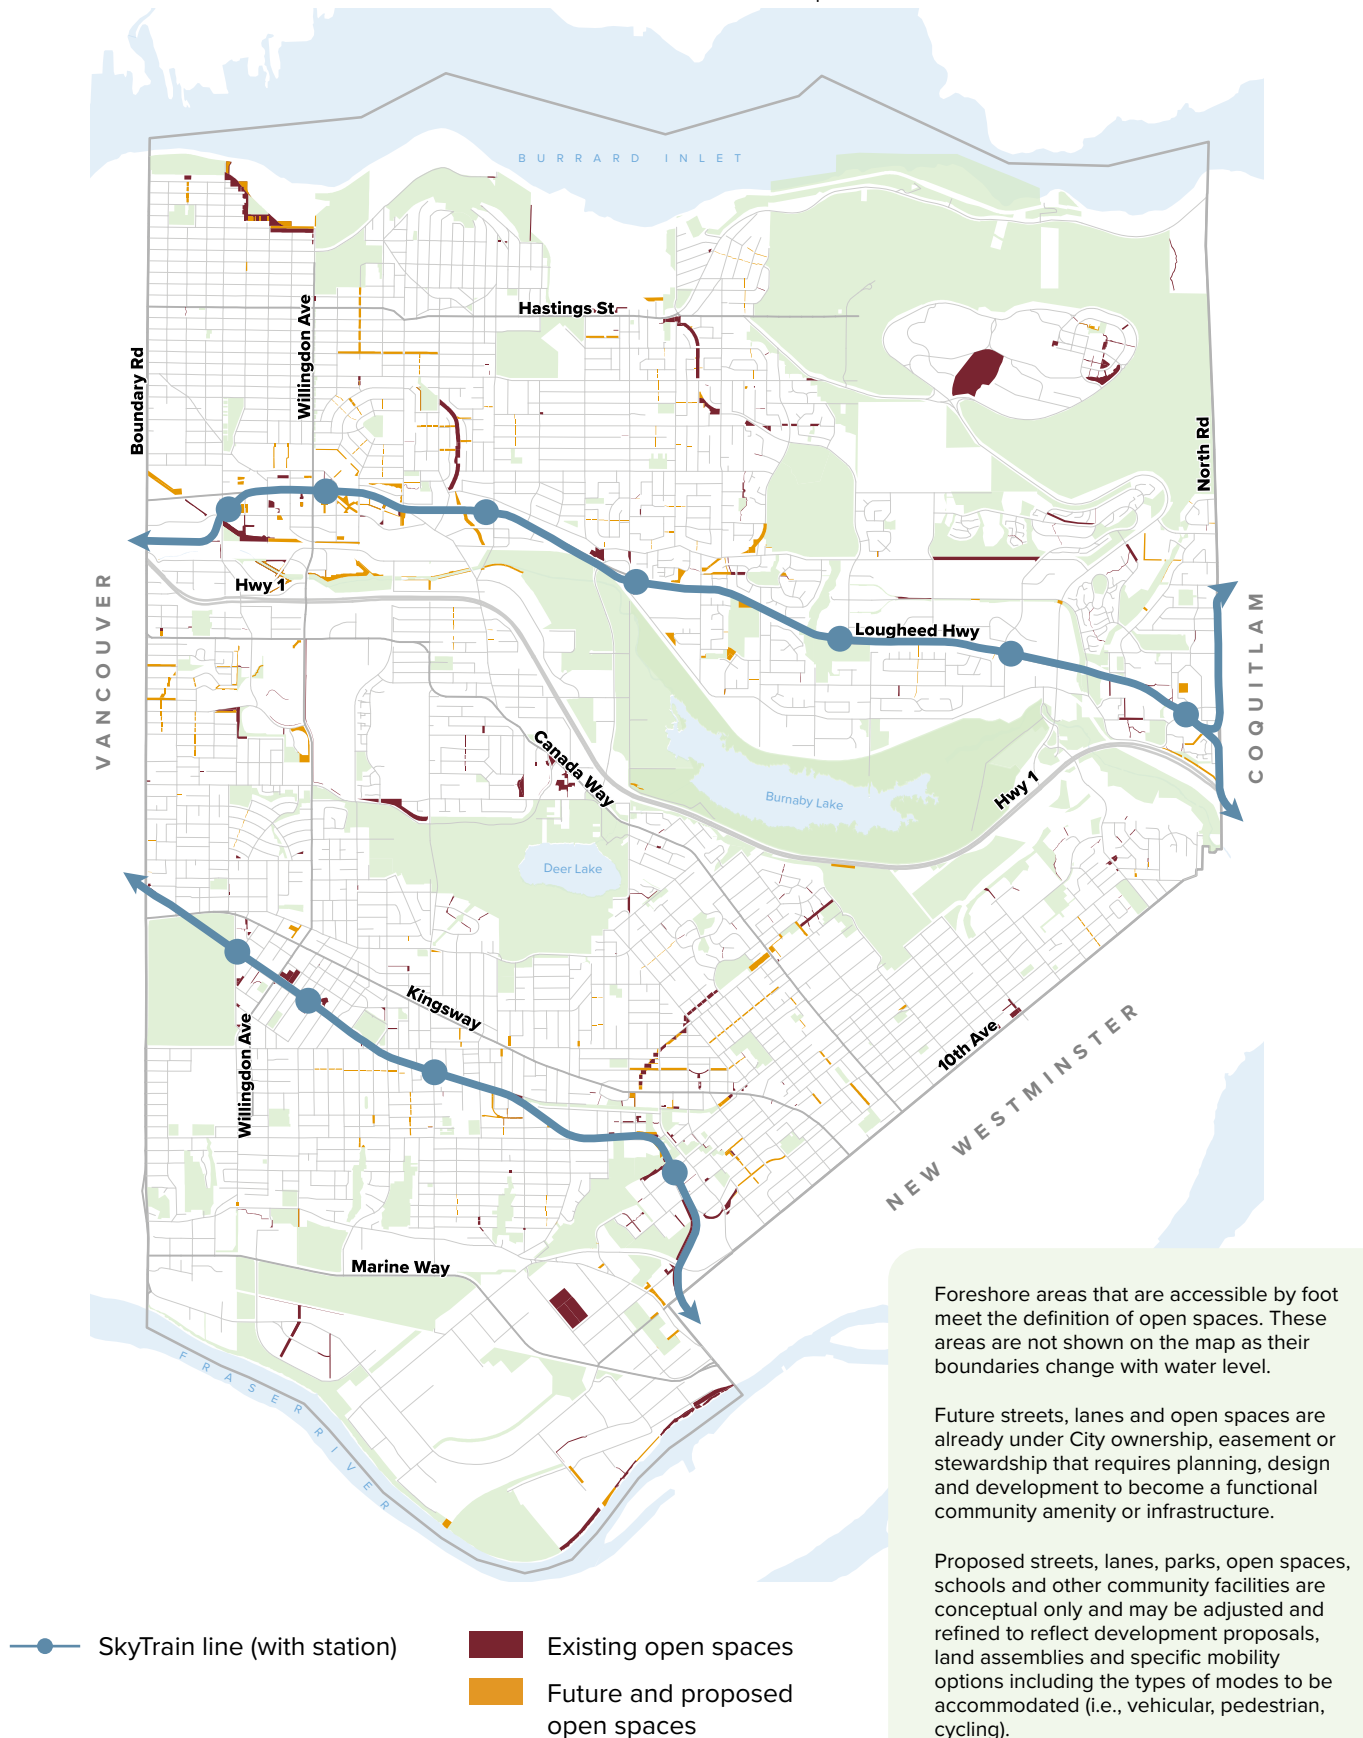 BURRARD INLET
Hastings St
Willingdon Ave
Boundary Rd
North Rd
Hwy 1
Lougheed Hwy
VANCOUVER
COQUITLAM
Canada Way
Burnaby Lake
Hwy 1
Deer Lake
Kingsway
Willingdon Ave
10th Ave
NEW WESTMINSTER
Marine Way
FRASER RIVER
Foreshore areas that are accessible by foot
meet the definition of open spaces. These
areas are not shown on the map as their
boundaries change with water level.
Future streets, lanes and open spaces are
already under City ownership, easement or
stewardship that requires planning, design
and development to become a functional
community amenity or infrastructure.
Proposed streets, lanes, parks, open spaces,
schools and other community facilities are
conceptual only and may be adjusted and
refined to reflect development proposals,
land assemblies and specific mobility
options including the types of modes to be
accommodated (i.e., vehicular, pedestrian,
cycling).
SkyTrain line (with station)
Existing open spaces
Future and proposed
open spaces